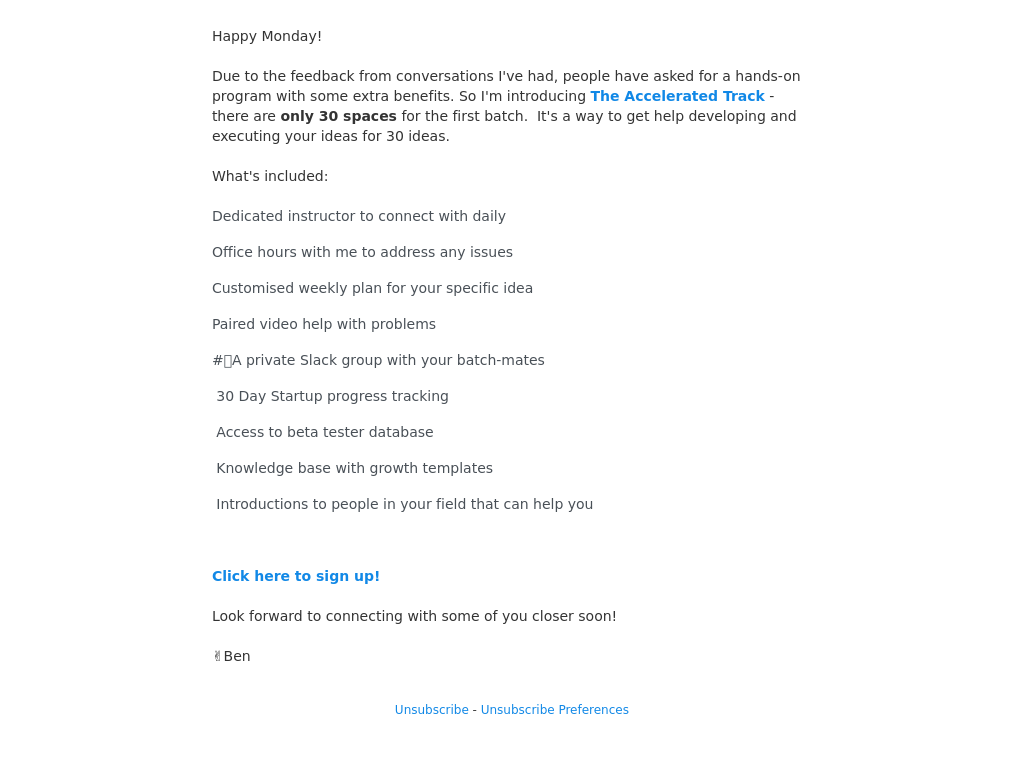 Happy Monday!
Due to the feedback from conversations I've had, people have asked for a hands-on
program with some extra benefits. So I'm introducing The Accelerated Track -
there are only 30 spaces for the first batch.  It's a way to get help developing and
executing your ideas for 30 ideas.
What's included:
Dedicated instructor to connect with daily
Office hours with me to address any issues
Customised weekly plan for your specific idea
Paired video help with problems
#️⃣A private Slack group with your batch-mates
30 Day Startup progress tracking
Access to beta tester database
Knowledge base with growth templates
Introductions to people in your field that can help you
Click here to sign up!
Look forward to connecting with some of you closer soon!
✌Ben
Unsubscribe - Unsubscribe Preferences